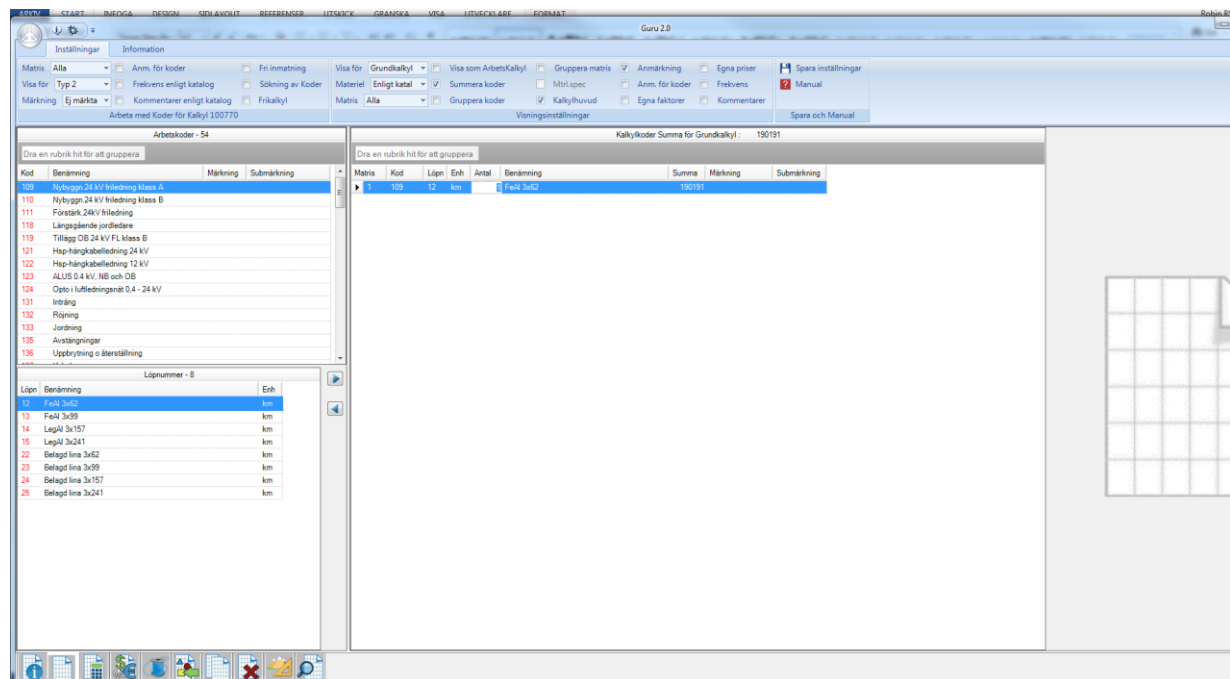 ARKIV START INFOGA DESIGN SIDLAYOUT REFERENSER UTSKICK GRANSKA VISA UTVECKLARE FORMAT
Guru 2.0
Inställningar Information
Matris Alla Anm. för koder Fri inmatning Visa för Grundkalkyl Visa som ArbetsKalkyl Gruppera matris Anmärkning Egna priser Spara inställningar
Visa för Typ 2 Frekvens enligt katalog Sökning av Koder Materiel Enligt katal Summera koder Mtrl.spec Anm. för koder Frekvens Manual
Märkning Ej märkta Kommentarer enligt katalog Frikalkyl Matris Alla Gruppera koder Kalkylhuvud Egna faktorer Kommentarer
Arbeta med Koder för Kalkyl 100770 Visningsinställningar Spara och Manual
Arbetskoder - 54
Dra en rubrik hit för att gruppera
Kod Benämning Märkning Submärkning
109 Nybyggn.24 kV friledning klass A
110 Nybyggn.24 kV friledning klass B
111 Förstärk.24kV friledning
118 Längsgående jordledare
119 Tillägg OB 24 kV FL klass B
121 Hsp-hängkabelledning 24 kV
122 Hsp-hängkabelledning 12 kV
123 ALUS 0.4 kV, NB och OB
124 Opto i luftledningsnät 0,4 - 24 kV
131 Intrång
132 Röjning
133 Jordning
135 Avstängningar
136 Uppbrytning o återställning
Löpnummer - 8
Löpn Benämning Enh
12 FeAl 3x62 km
13 FeAl 3x99 km
14 LegAl 3x157 km
15 LegAl 3x241 km
22 Belagd lina 3x62 km
23 Belagd lina 3x99 km
24 Belagd lina 3x157 km
25 Belagd lina 3x241 km
Kalkylkoder Summa för Grundkalkyl : 190191
Dra en rubrik hit för att gruppera
Matris Kod Löpn Enh Antal Benämning Summa Märkning Submärkning
1 109 12 km FeAl 3x62 190191